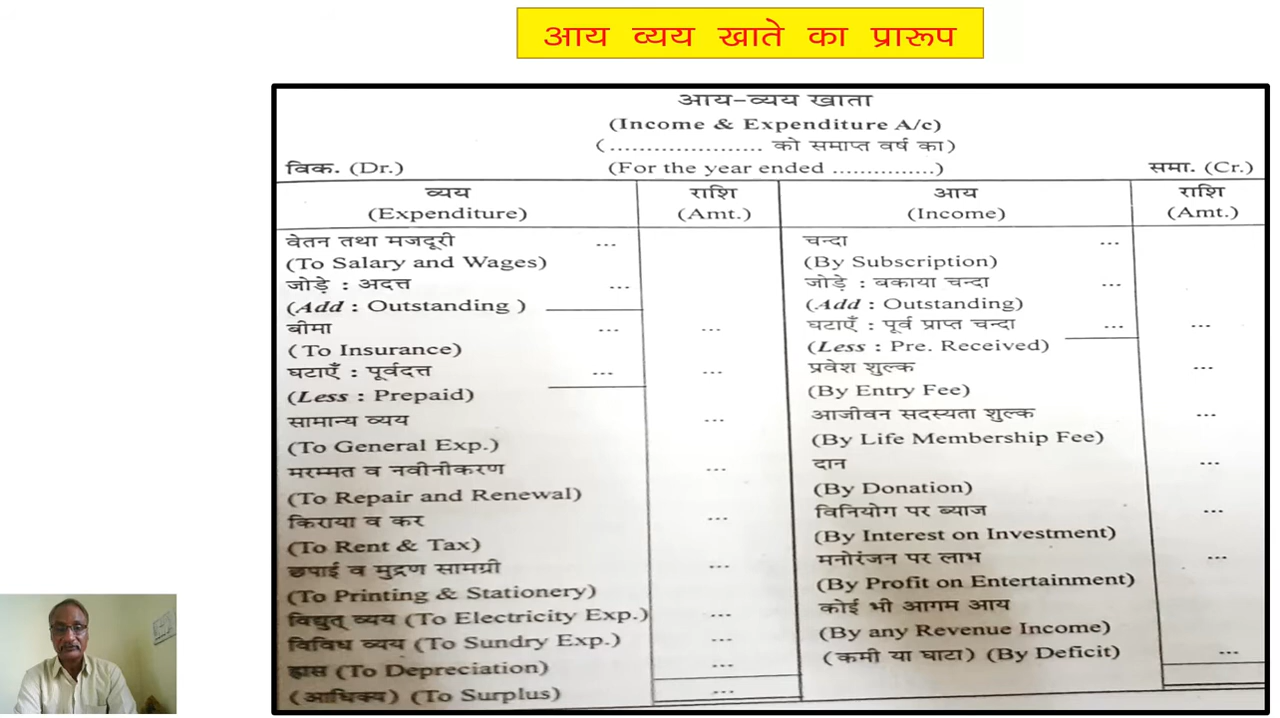 आय व्यय खाते का प्रारूप
आय-व्यय खाता
(Income & Expenditure A/c)
(..................... को समाप्त वर्ष का)
विक. (Dr.) (For the year ended ...............) समा. (Cr.)
व्यय राशि आय राशि
(Expenditure) (Amt.) (Income) (Amt.)
वेतन तथा मजदूरी ... चन्दा ...
(To Salary and Wages) (By Subscription)
जोड़े : अदत्त ... जोड़े : बकाया चन्दा ...
(Add : Outstanding ) (Add : Outstanding)
बीमा ... ... घटाएँ : पूर्व प्राप्त चन्दा ... ...
( To Insurance) (Less : Pre. Received)
घटाएँ : पूर्वदत्त ... ... प्रवेश शुल्क ...
(Less : Prepaid) (By Entry Fee)
सामान्य व्यय ... आजीवन सदस्यता शुल्क ...
(To General Exp.) (By Life Membership Fee)
मरम्मत व नवीनीकरण ... दान ...
(To Repair and Renewal) (By Donation)
किराया व कर ... विनियोग पर ब्याज ...
(To Rent & Tax) (By Interest on Investment)
छपाई व मुद्रण सामग्री ... मनोरंजन पर लाभ ...
(To Printing & Stationery) (By Profit on Entertainment)
विद्युत् व्यय (To Electricity Exp.) ... कोई भी आगम आय
विविध व्यय (To Sundry Exp.) ... (By any Revenue Income)
ह्रास (To Depreciation) ... (कमी या घाटा) (By Deficit) ...
(आधिक्य) (To Surplus) ...